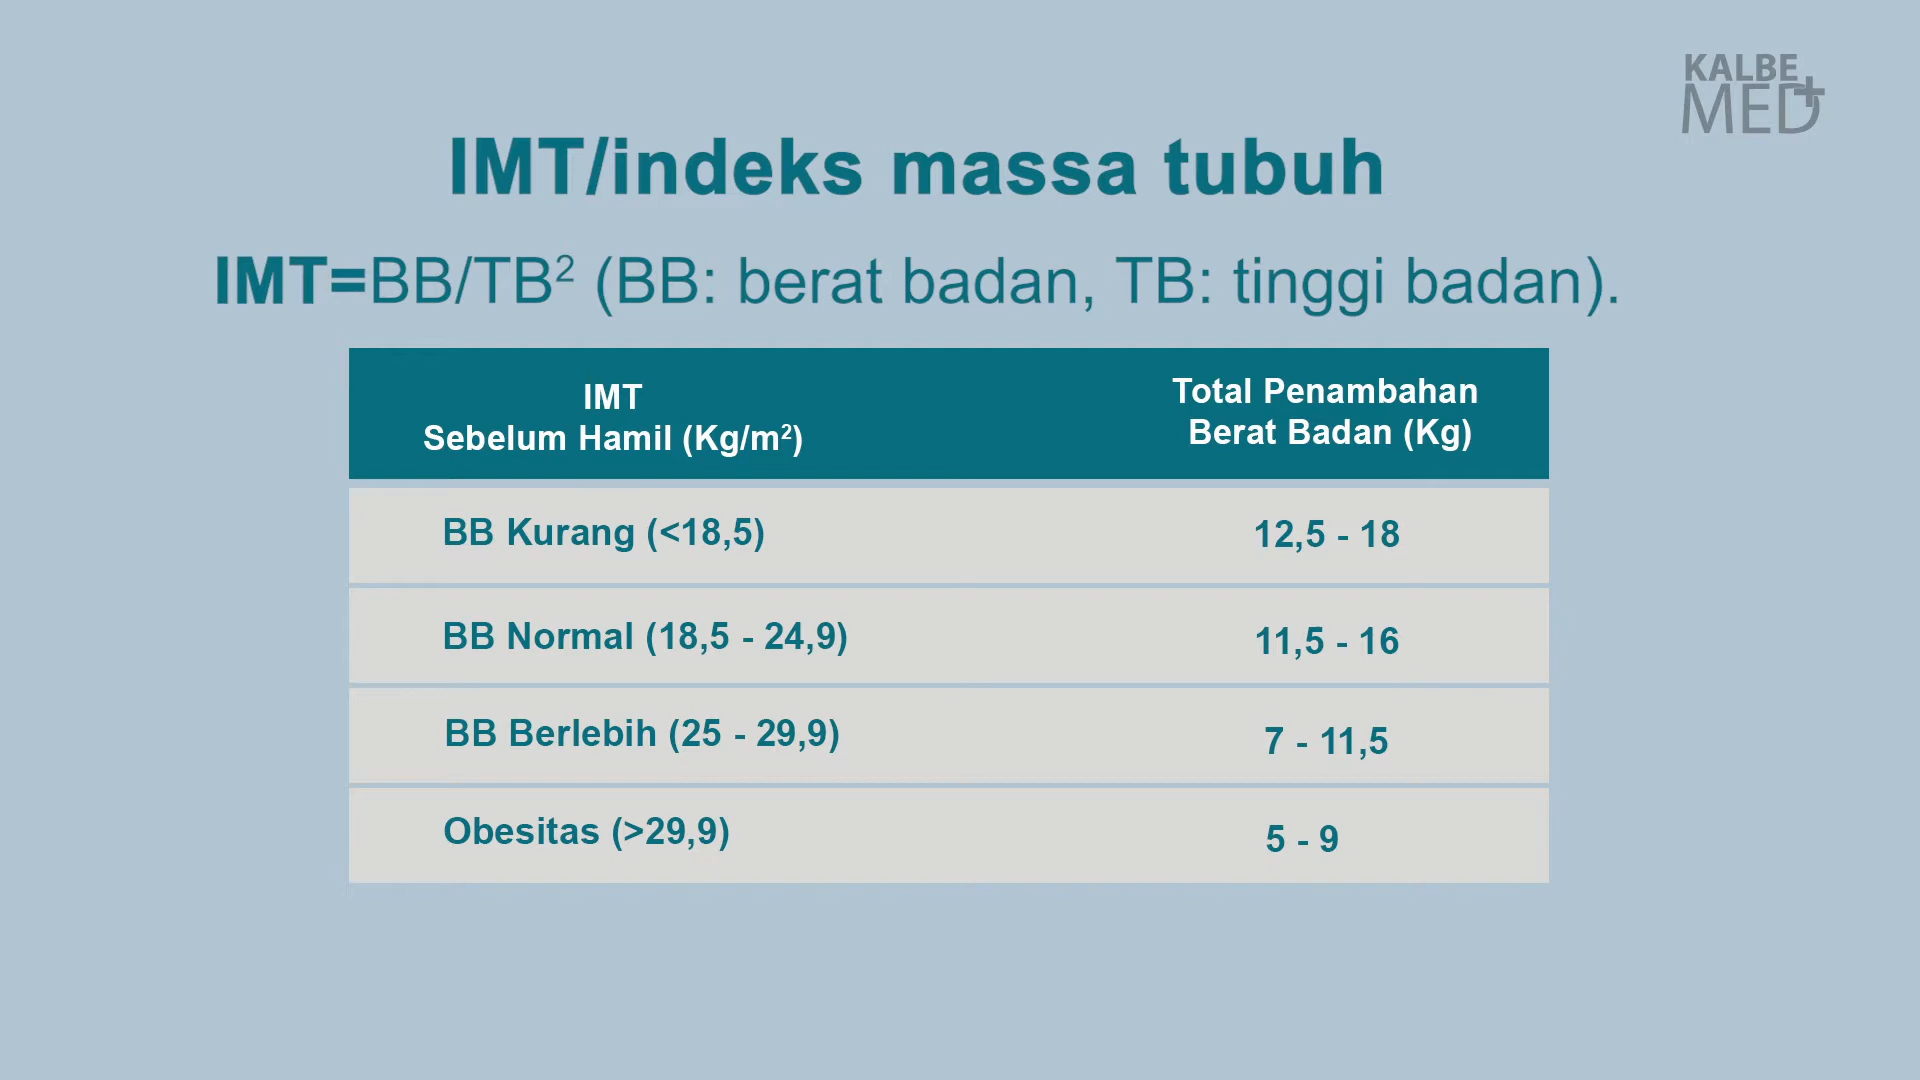 KALBE
MED+
IMT/indeks massa tubuh
IMT=BB/TB² (BB: berat badan, TB: tinggi badan).
IMT
Sebelum Hamil (Kg/m²)
Total Penambahan
Berat Badan (Kg)
BB Kurang (<18,5)
12,5 - 18
BB Normal (18,5 - 24,9)
11,5 - 16
BB Berlebih (25 - 29,9)
7 - 11,5
Obesitas (>29,9)
5 - 9